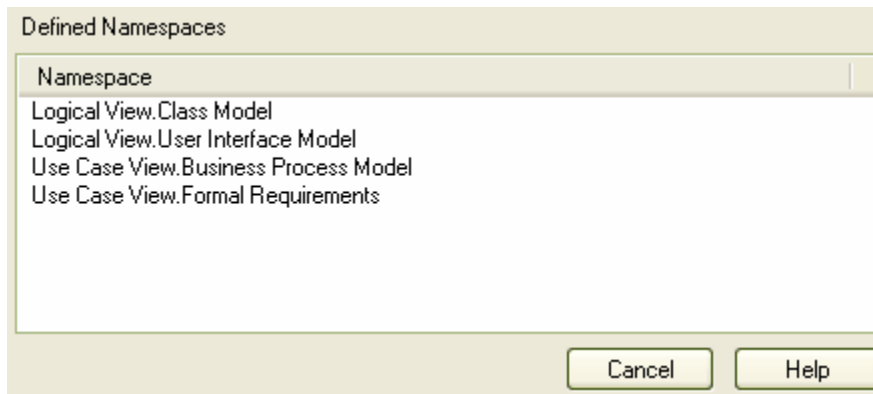 Defined Namespaces
Namespace
Logical View.Class Model
Logical View.User Interface Model
Use Case View.Business Process Model
Use Case View.Formal Requirements
Cancel Help